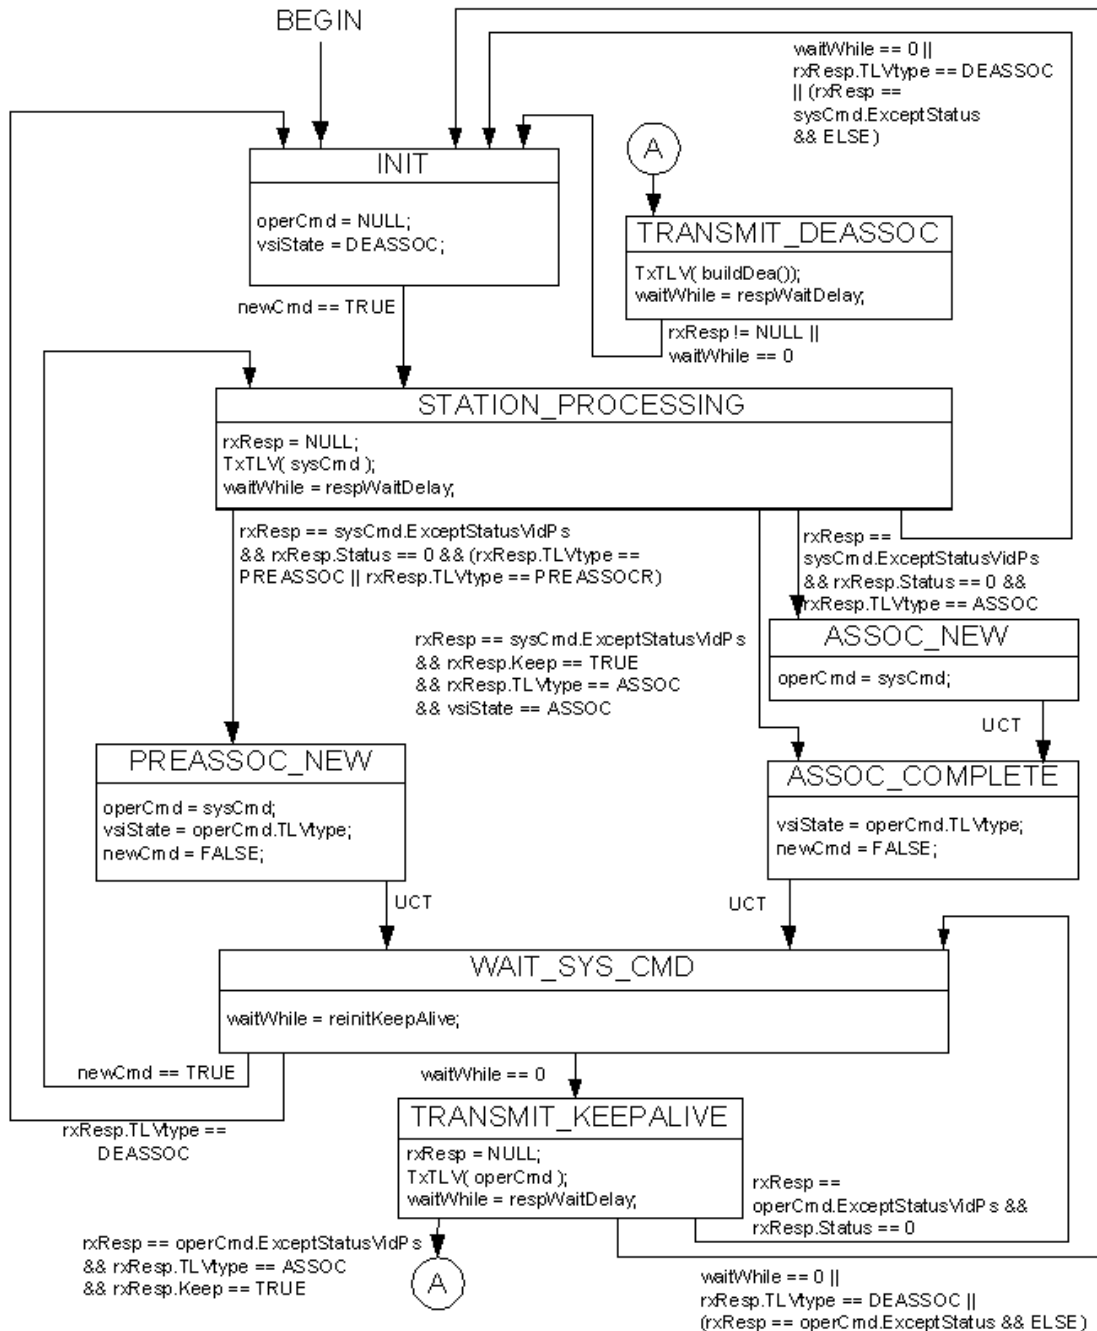 BEGIN
waitWhile == 0 ||
rxResp.TLVtype == DEASSOC
|| (rxResp ==
sysCmd.ExceptStatus
&& ELSE)
A
INIT
operCmd = NULL;
vsiState = DEASSOC;
TRANSMIT_DEASSOC
TxTLV( buildDea());
waitWhile = respWaitDelay;
newCmd == TRUE
rxResp != NULL ||
waitWhile == 0
STATION_PROCESSING
rxResp = NULL;
TxTLV( sysCmd );
waitWhile = respWaitDelay;
rxResp == sysCmd.ExceptStatusVidPs
&& rxResp.Status == 0 && (rxResp.TLVtype ==
PREASSOC || rxResp.TLVtype == PREASSOCR)
rxResp ==
sysCmd.ExceptStatusVidPs
&& rxResp.Status == 0 &&
rxResp.TLVtype == ASSOC
rxResp == sysCmd.ExceptStatusVidPs
&& rxResp.Keep == TRUE
&& rxResp.TLVtype == ASSOC
&& vsiState == ASSOC
ASSOC_NEW
operCmd = sysCmd;
UCT
PREASSOC_NEW
operCmd = sysCmd;
vsiState = operCmd.TLVtype;
newCmd = FALSE;
ASSOC_COMPLETE
vsiState = operCmd.TLVtype;
newCmd = FALSE;
UCT
UCT
WAIT_SYS_CMD
waitWhile = reinitKeepAlive;
newCmd == TRUE
waitWhile == 0
rxResp.TLVtype ==
DEASSOC
TRANSMIT_KEEPALIVE
rxResp = NULL;
TxTLV( operCmd );
waitWhile = respWaitDelay;
rxResp ==
operCmd.ExceptStatusVidPs &&
rxResp.Status == 0
rxResp == operCmd.ExceptStatusVidPs
&& rxResp.TLVtype == ASSOC
&& rxResp.Keep == TRUE
A
waitWhile == 0 ||
rxResp.TLVtype == DEASSOC ||
(rxResp == operCmd.ExceptStatus && ELSE)